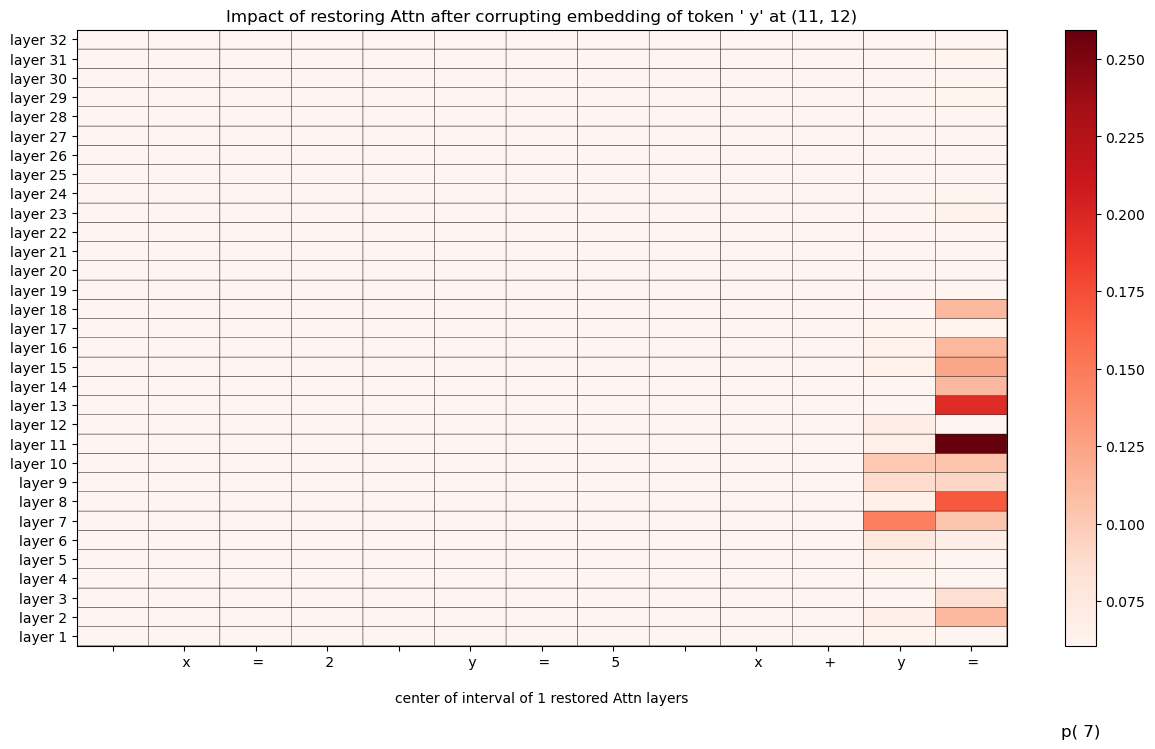 Impact of restoring Attn after corrupting embedding of token ' y' at (11, 12)
layer 32
layer 31
layer 30
layer 29
layer 28
layer 27
layer 26
layer 25
layer 24
layer 23
layer 22
layer 21
layer 20
layer 19
layer 18
layer 17
layer 16
layer 15
layer 14
layer 13
layer 12
layer 11
layer 10
layer 9
layer 8
layer 7
layer 6
layer 5
layer 4
layer 3
layer 2
layer 1
x = 2 y = 5 x + y =
center of interval of 1 restored Attn layers
0.250
0.225
0.200
0.175
0.150
0.125
0.100
0.075
p( 7)